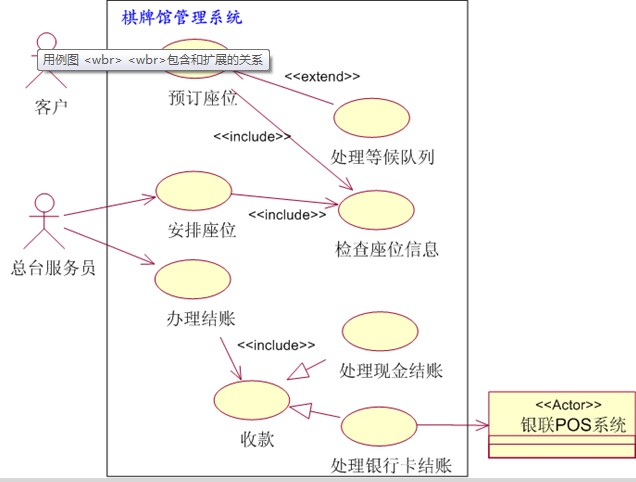 棋牌馆管理系统
用例图 <wbr> <wbr>包含和扩展的关系
<<extend>>
客户
预订座位
<<include>>
处理等候队列
<<include>>
安排座位
检查座位信息
总台服务员
办理结账
<<include>>
处理现金结账
<<Actor>>
银联POS系统
收款
处理银行卡结账